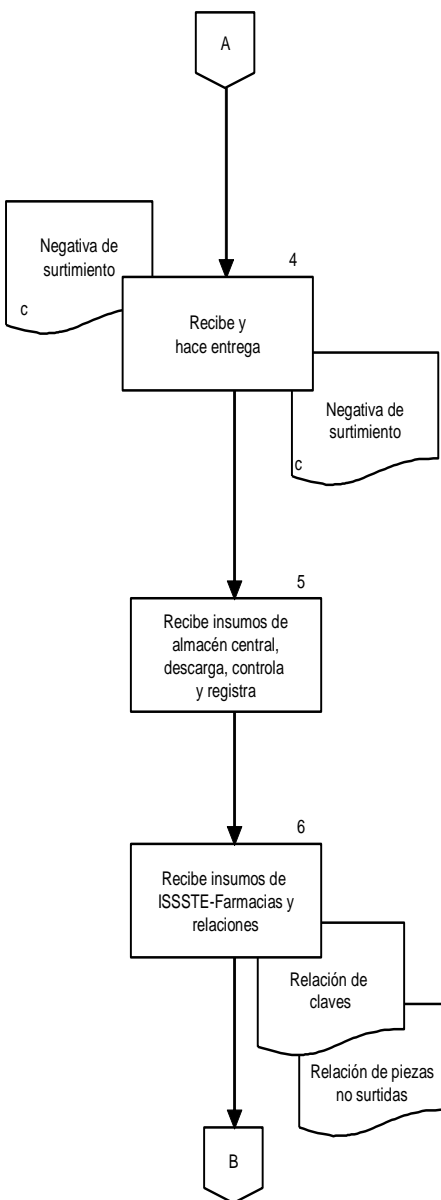 A
Negativa de
surtimiento
c
4
Recibe y
hace entrega
Negativa de
surtimiento
c
5
Recibe insumos de
almacén central,
descarga, controla
y registra
6
Recibe insumos de
ISSSTE-Farmacias y
relaciones
Relación de
claves
Relación de piezas
no surtidas
B